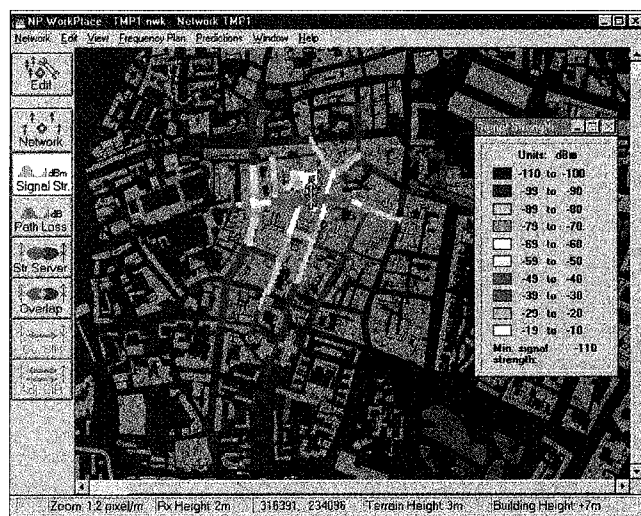 NP WorkPlace - TMP1.nwk - Network TMP1
Network Edit View Frequency Plan Predictions Window Help
Edit
Network
dBm
Signal Str.
dB
Path Loss
Str Server
Overlap
Signal Strength
Units: dBm
-110 to -100
-99 to -90
-89 to -80
-79 to -70
-69 to -60
-59 to -50
-49 to -40
-39 to -30
-29 to -20
-19 to -10
Min. signal -110
strength:
Zoom 1:2 pixel/m Rx Height 2m 316391, 234096 Terrain Height 3m Building Height +7m